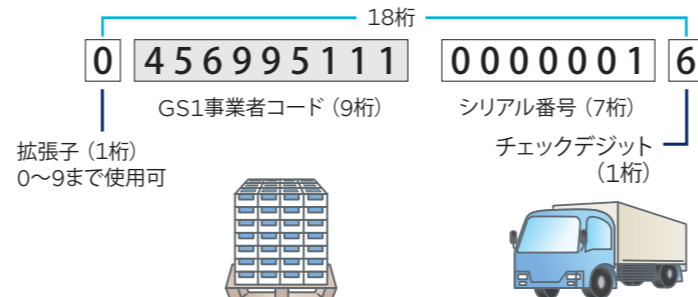 18桁
0 456995111 0000001 6
GS1事業者コード（9桁）
シリアル番号（7桁）
拡張子（1桁）
0〜9まで使用可
チェックデジット
（1桁）